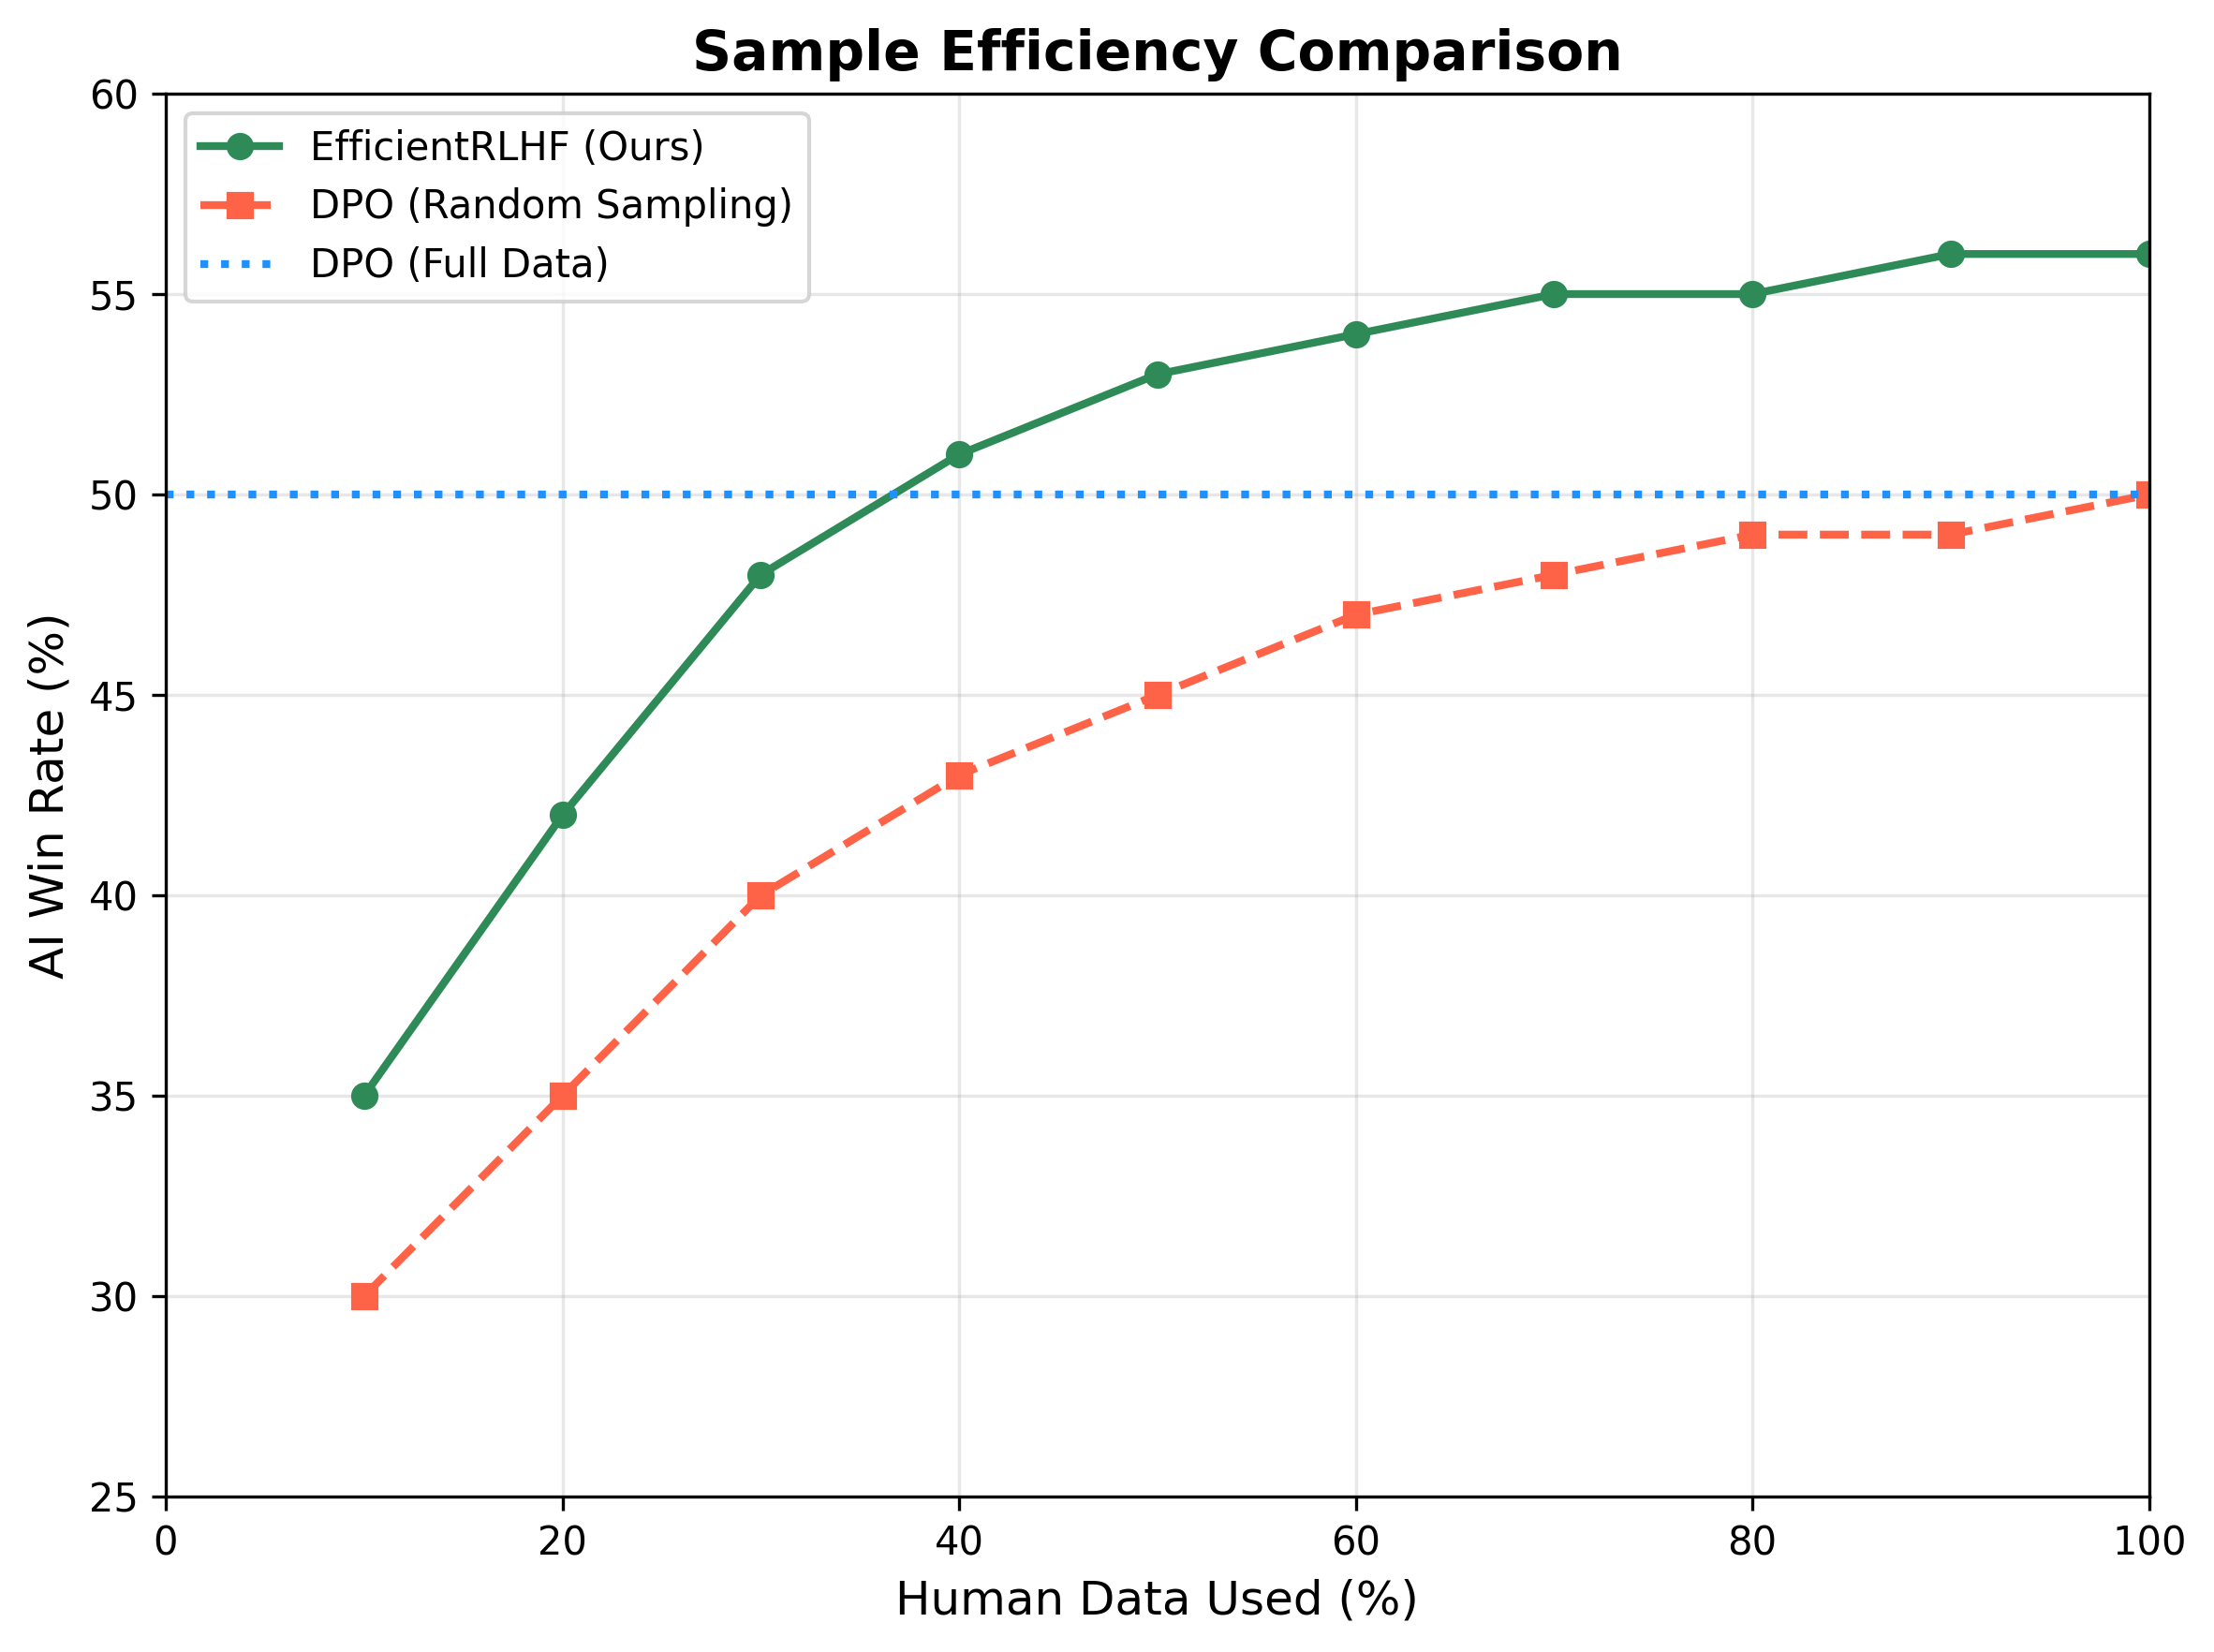 Sample Efficiency Comparison
EfficientRLHF (Ours)
DPO (Random Sampling)
DPO (Full Data)
60
55
50
45
40
35
30
25
AI Win Rate (%)
0 20 40 60 80 100
Human Data Used (%)